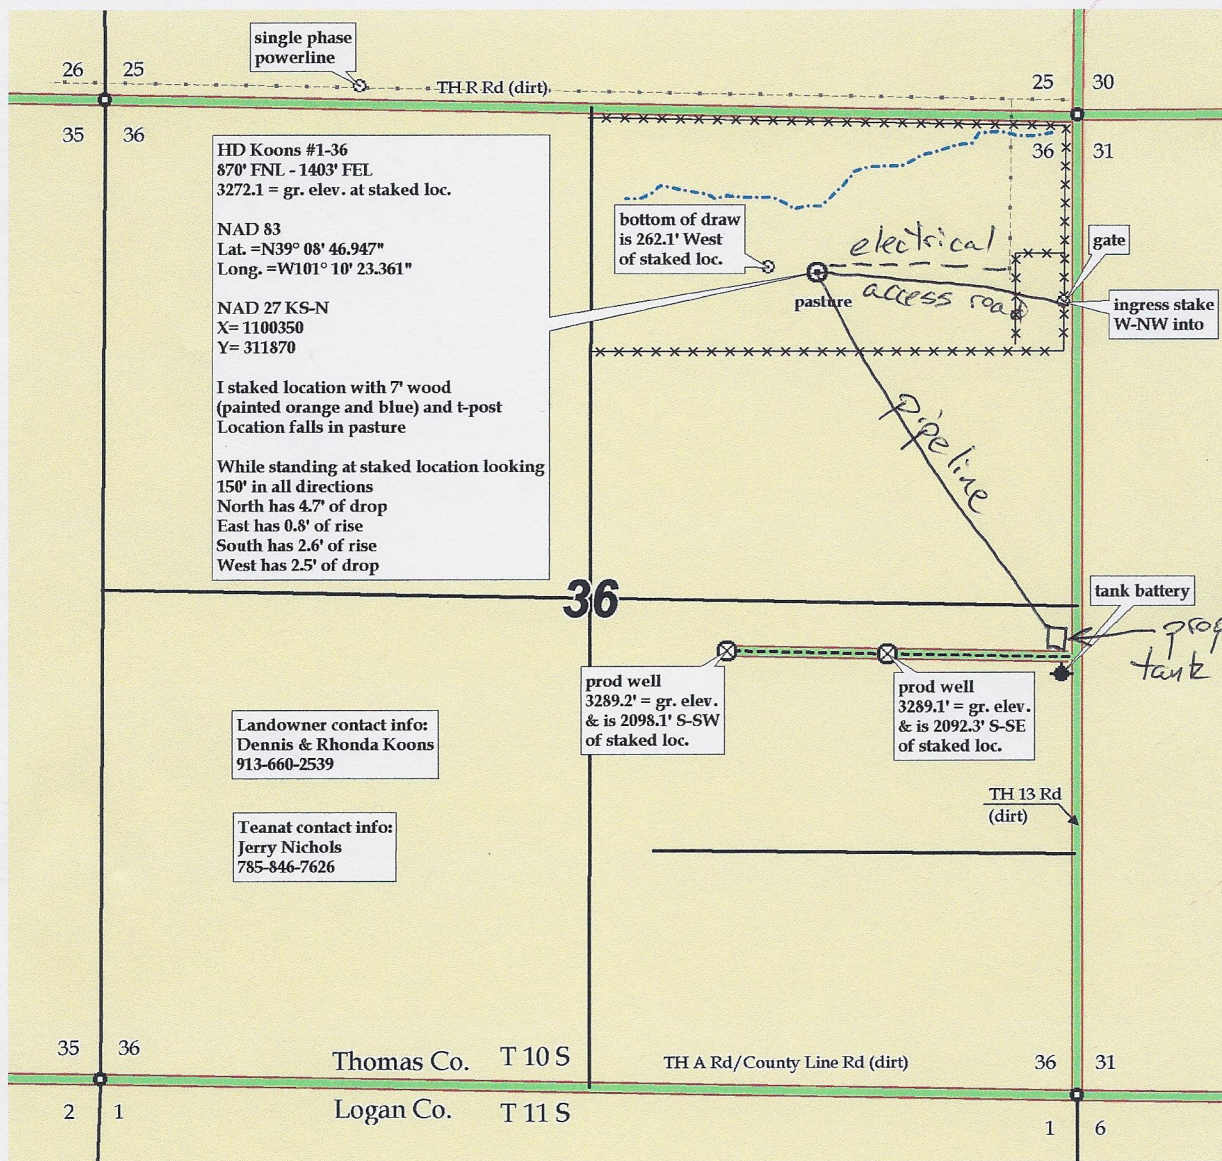 single phase
powerline
26
25
TH R Rd (dirt)
25
30
35
36
36
31
HD Koons #1-36
870' FNL - 1403' FEL
3272.1 = gr. elev. at staked loc.
NAD 83
Lat. =N39° 08' 46.947"
Long. =W101° 10' 23.361"
NAD 27 KS-N
X= 1100350
Y= 311870
I staked location with 7' wood
(painted orange and blue) and t-post
Location falls in pasture
While standing at staked location looking
150' in all directions
North has 4.7' of drop
East has 0.8' of rise
South has 2.6' of rise
West has 2.5' of drop
bottom of draw
is 262.1' West
of staked loc.
electrical
gate
pasture
access road
ingress stake
W-NW into
pipeline
36
tank battery
prop
tank
prod well
3289.2' = gr. elev.
& is 2098.1' S-SW
of staked loc.
prod well
3289.1' = gr. elev.
& is 2092.3' S-SE
of staked loc.
Landowner contact info:
Dennis & Rhonda Koons
913-660-2539
TH 13 Rd
(dirt)
Teanat contact info:
Jerry Nichols
785-846-7626
35
36
Thomas Co.
T 10 S
TH A Rd/County Line Rd (dirt)
36
31
2
1
Logan Co.
T 11 S
1
6